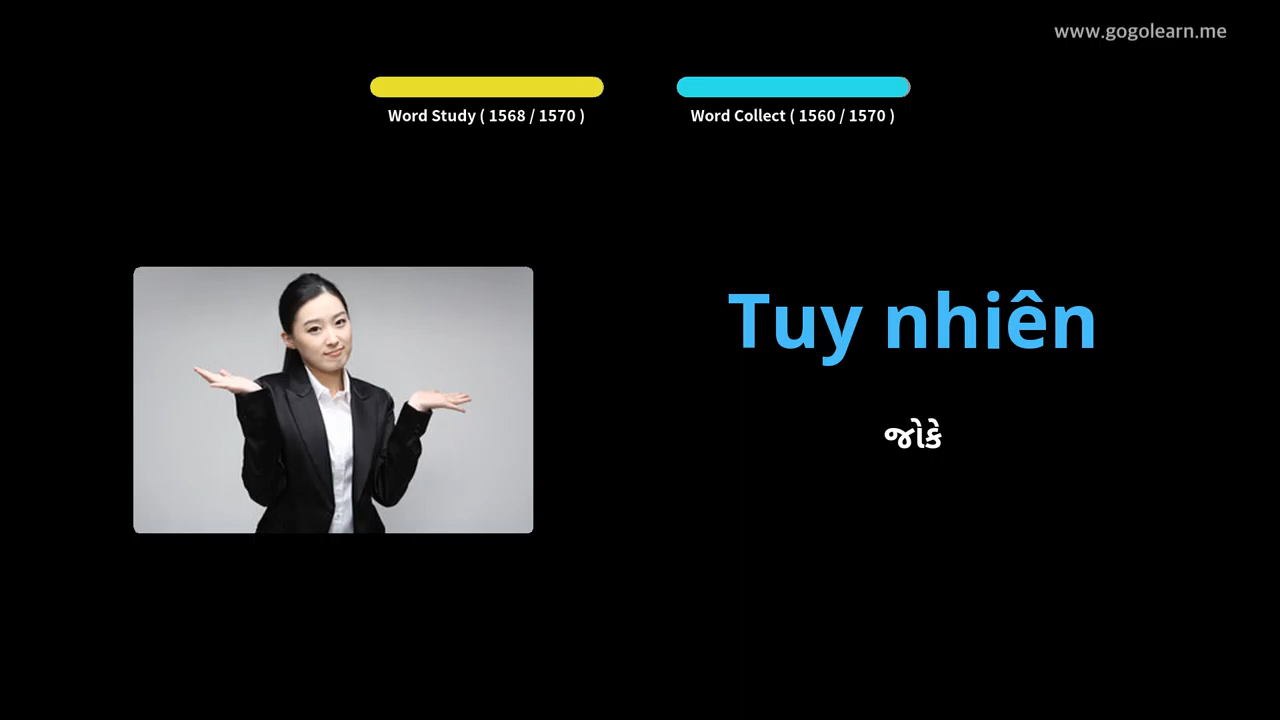 www.gogolearn.me
Word Study ( 1568 / 1570 )
Word Collect ( 1560 / 1570 )
Tuy nhiên
જોકે